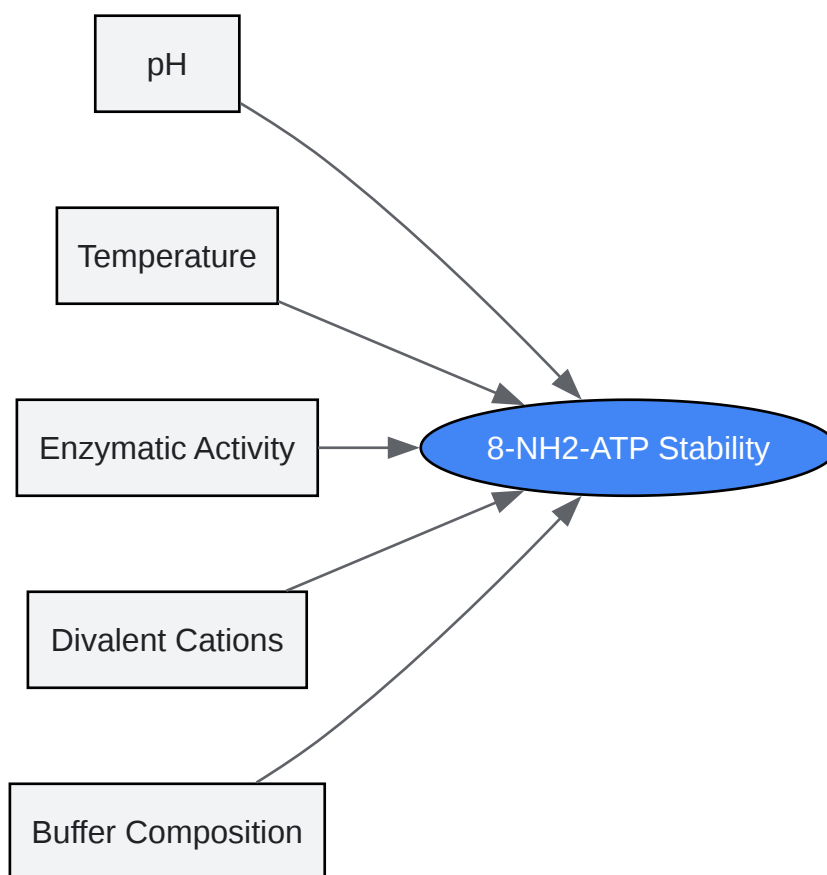 pH
Temperature
Enzymatic Activity
8-NH2-ATP Stability
Divalent Cations
Buffer Composition